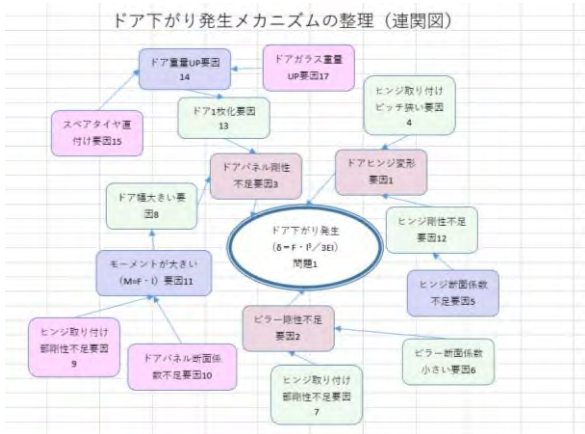 ドア下がり発生メカニズムの整理（連関図）
ドア重量UP要因
14
ドアガラス重量
UP要因17
スペアタイヤ直
付け要因15
ドア1枚化要因
13
ヒンジ取り付け
ピッチ狭い要因
4
ドアパネル剛性
不足要因3
ドアヒンジ変形
要因1
ドア幅大きい要
因8
ドア下がり発生
（δ＝F・l³／3EI）
問題1
ヒンジ剛性不足
要因12
モーメントが大きい
（M=F・l）要因11
ヒンジ断面係数
不足要因5
ピラー剛性不足
要因2
ヒンジ取り付け
部剛性不足要因
9
ドアパネル断面係
数不足要因10
ピラー断面係数
小さい要因6
ヒンジ取り付け
部剛性不足要因
7